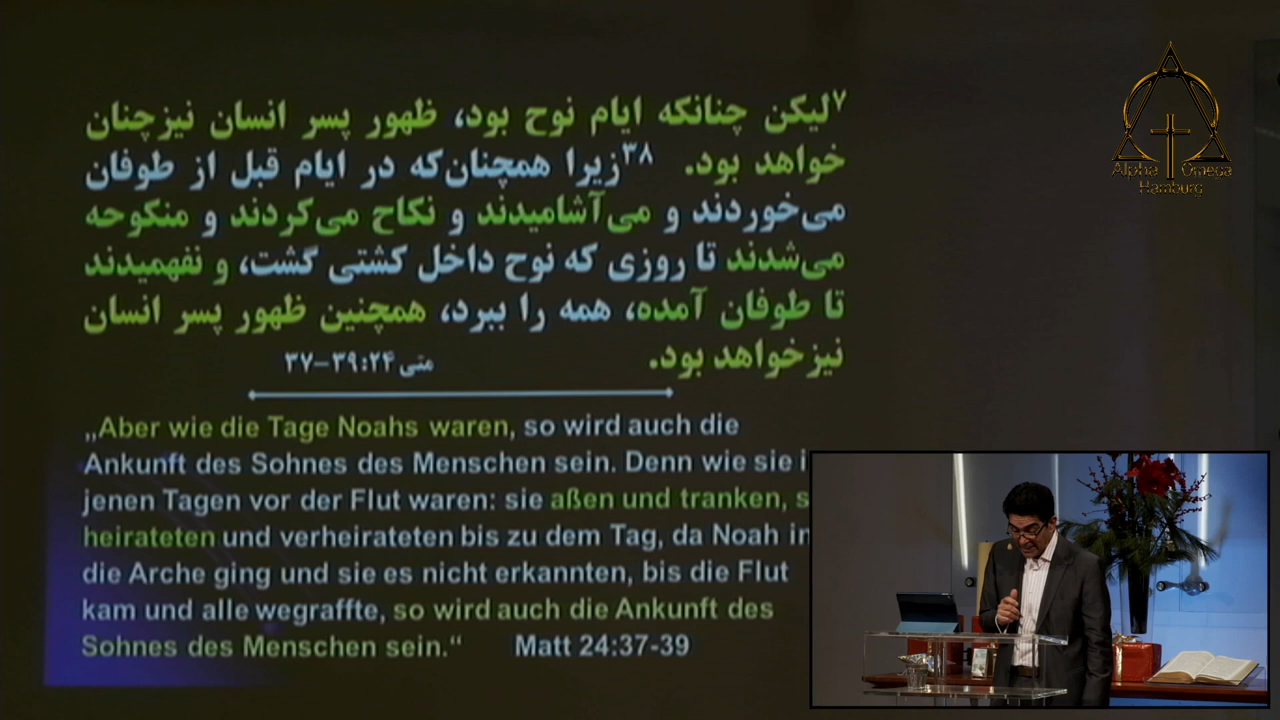 ۷لیکن چنانکه ایام نوح بود، ظهور پسر انسان نیزچنان
خواهد بود. ۳۸زیرا همچنان‌که در ایام قبل از طوفان
می‌خوردند و می‌آشامیدند و نکاح می‌کردند و منکوحه
می‌شدند تا روزی که نوح داخل کشتی گشت، و نفهمیدند
تا طوفان آمده، همه را ببرد، همچنین ظهور پسر انسان
نیزخواهد بود.
متی ۲۴:۳۹–۳۷
„Aber wie die Tage Noahs waren, so wird auch die
Ankunft des Sohnes des Menschen sein. Denn wie sie i
jenen Tagen vor der Flut waren: sie aßen und tranken, s
heirateten und verheirateten bis zu dem Tag, da Noah in
die Arche ging und sie es nicht erkannten, bis die Flut
kam und alle wegraffte, so wird auch die Ankunft des
Sohnes des Menschen sein.“ Matt 24:37-39
Alpha Omega
Hamburg